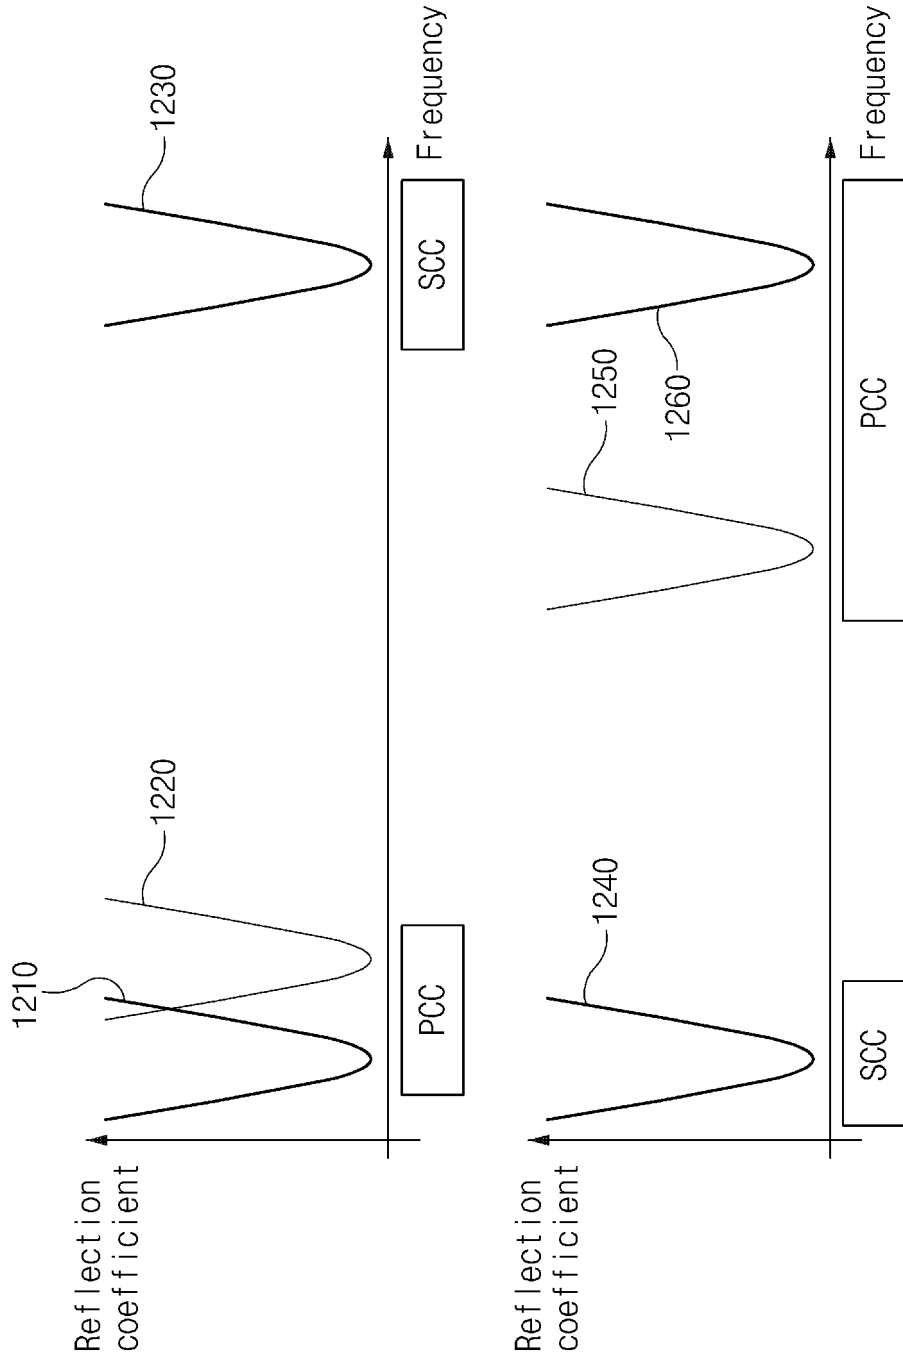 Reflection
coefficient
1210
1220
1230
PCC
SCC
Frequency
Reflection
coefficient
1240
1250
1260
SCC
PCC
Frequency